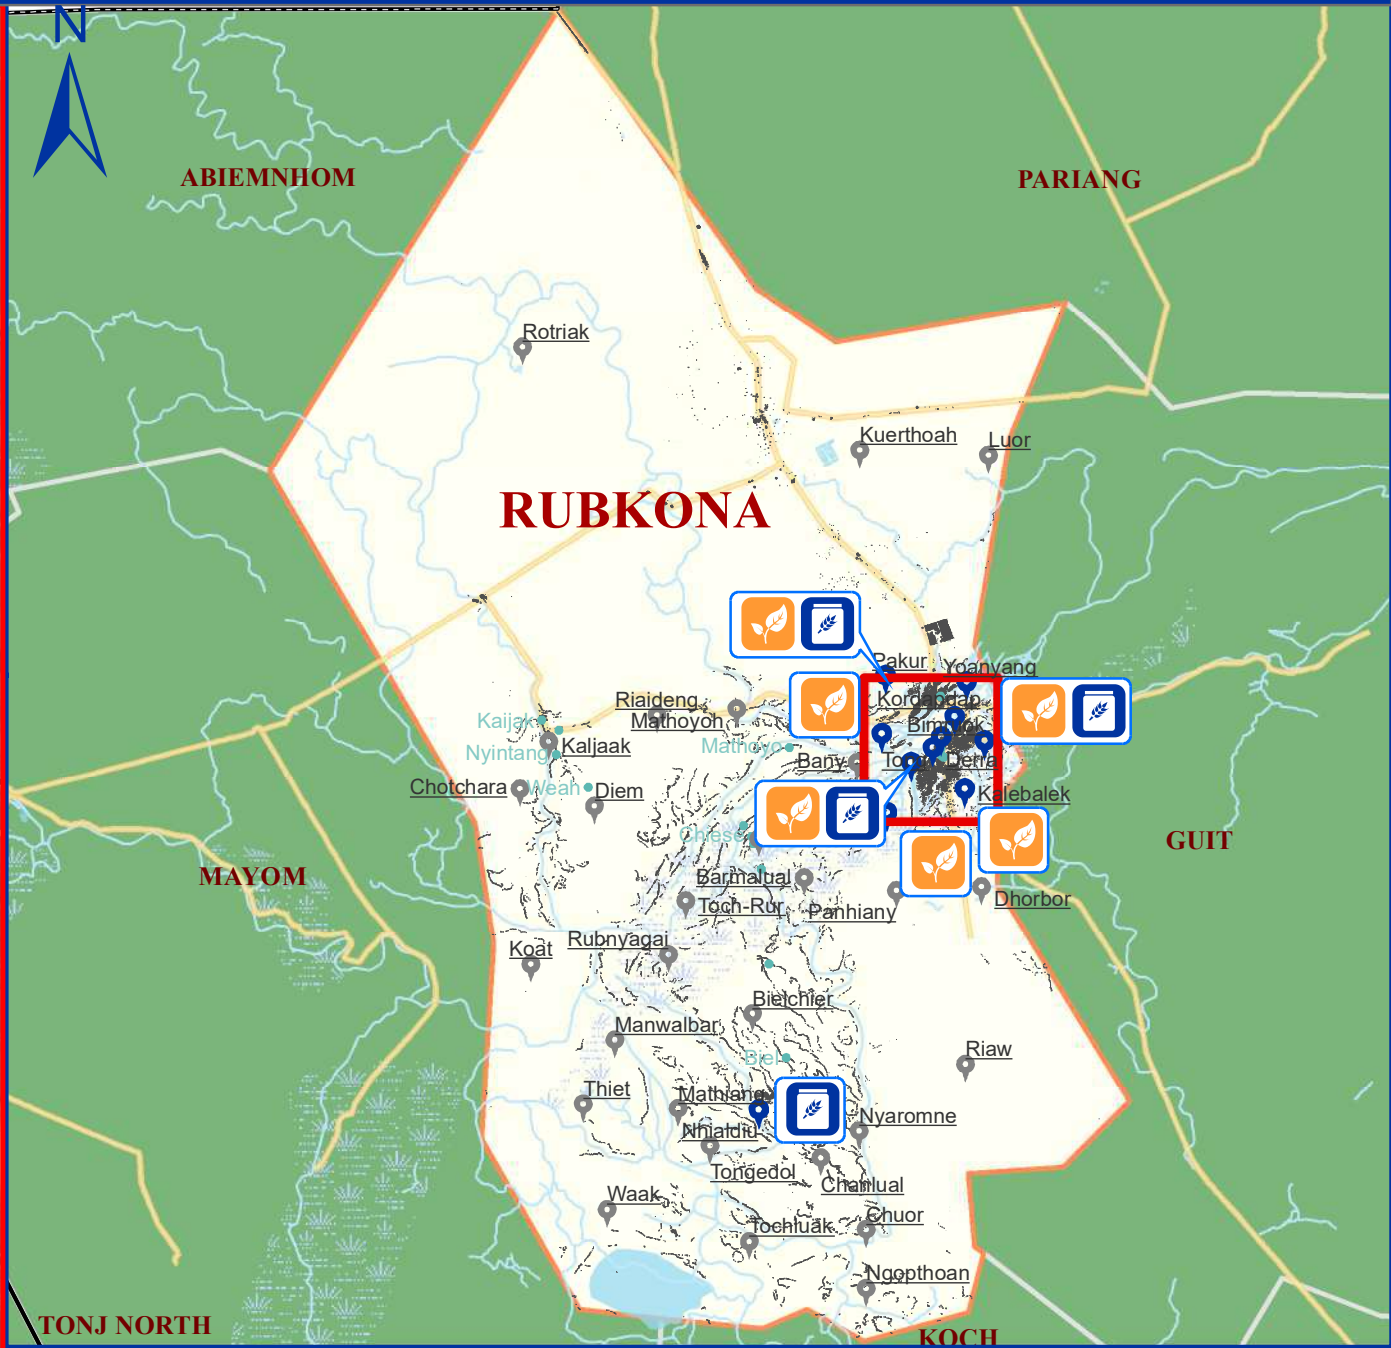 N
ABIEMNHOM
PARIANG
Rotriak
Kuerthoah
Luor
RUBKONA
Pakur
Yoanyang
Riaideng
Mathoyoh
Kaijak
Nyintang
Kaljaak
Mathoyo
Bany
Kordapdap
Chotchara
Weah
Diem
Kalebalek
GUIT
MAYOM
Barmalual
Toch-Rur
Panhiany
Dhorbor
Koat
Rubnyagai
Bielchier
Manwalbar
Biel
Riaw
Thiet
Mathiang
Nhialdiu
Nyaromne
Tongedol
Chanlual
Waak
Tochluak
Chuor
Ngopthoan
TONJ NORTH
KOCH